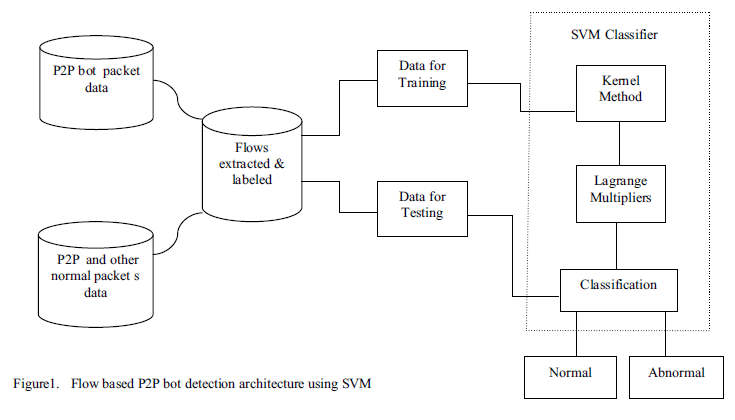 P2P bot packet
data
P2P and other
normal packet s
data
Flows
extracted &
labeled
Data for
Training
Data for
Testing
SVM Classifier
Kernel
Method
Lagrange
Multipliers
Classification
Normal
Abnormal
Figure1. Flow based P2P bot detection architecture using SVM